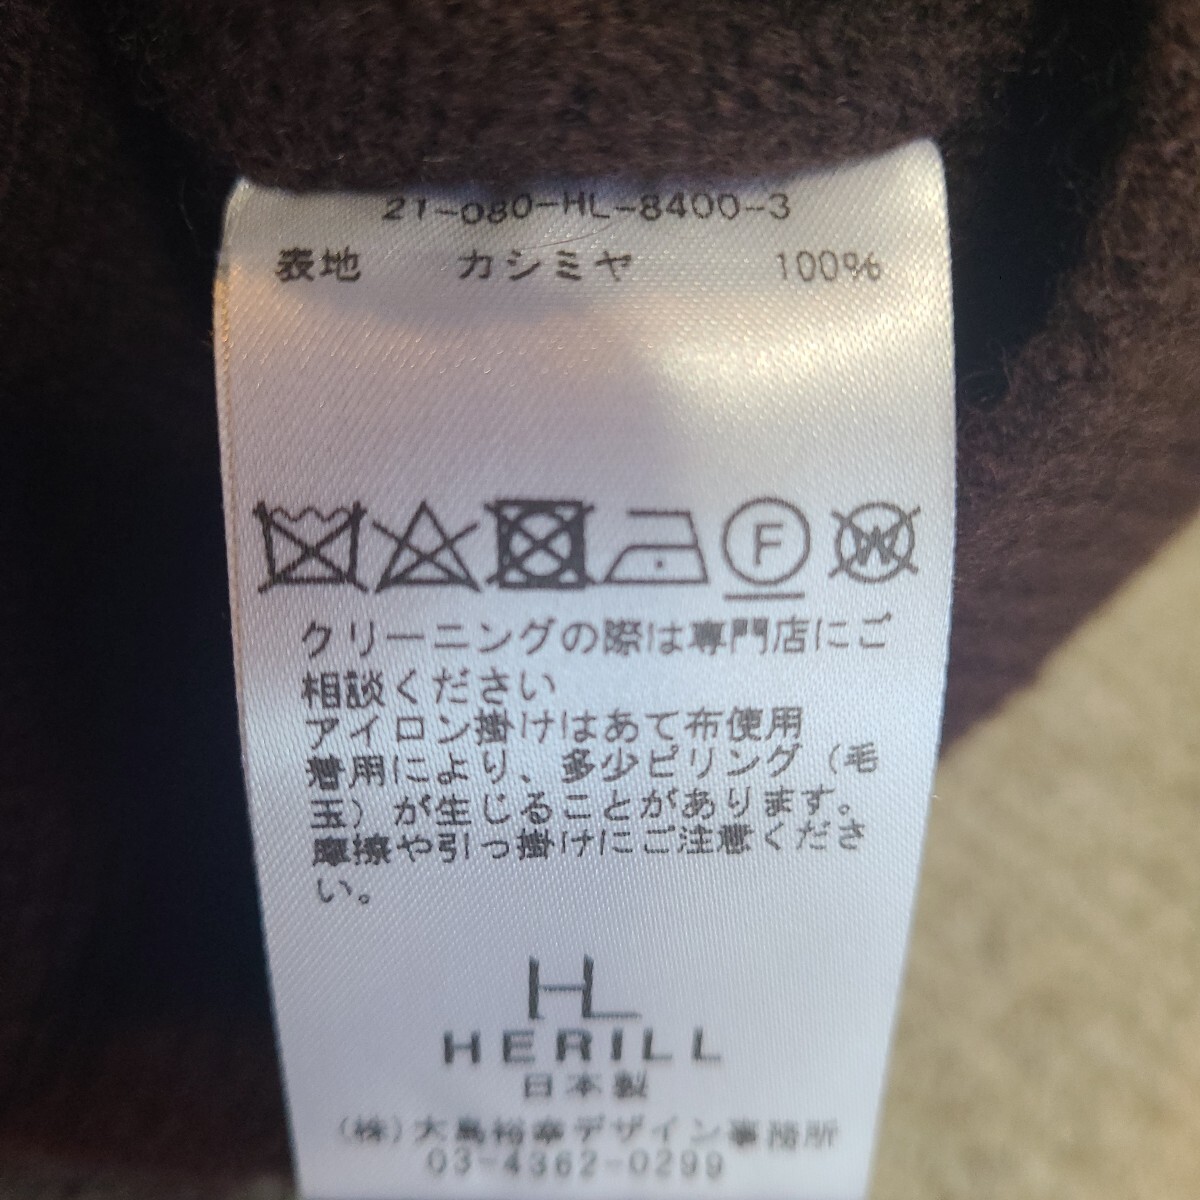 21-080-HL-8400-3
表地 カシミヤ 100%
F
W
クリーニングの際は専門店にご
相談ください
アイロン掛けはあて布使用
着用により、多少ピリング（毛
玉）が生じることがあります。
摩擦や引っ掛けにご注意くださ
い。
HL
HERILL
日本製
(株)大島裕幸デザイン事務所
03-4362-0299